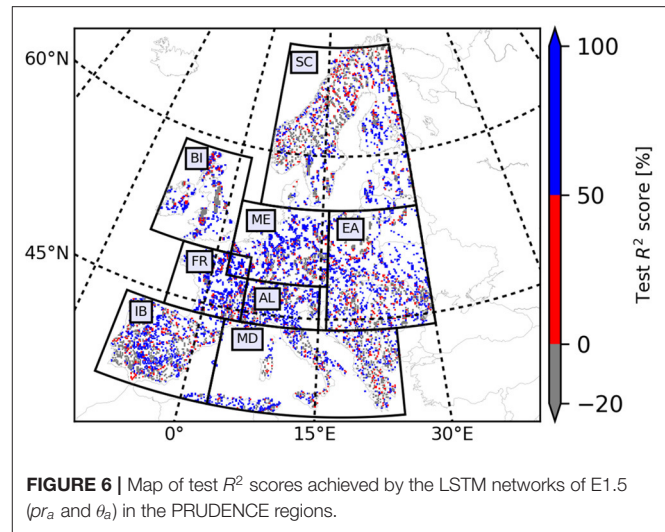 60°N
45°N
SC
BI
ME
EA
FR
AL
IB
MD
0°
15°E
30°E
100
50
0
−20
Test R² score [%]
FIGURE 6 | Map of test R² scores achieved by the LSTM networks of E1.5
(prₐ and θₐ) in the PRUDENCE regions.